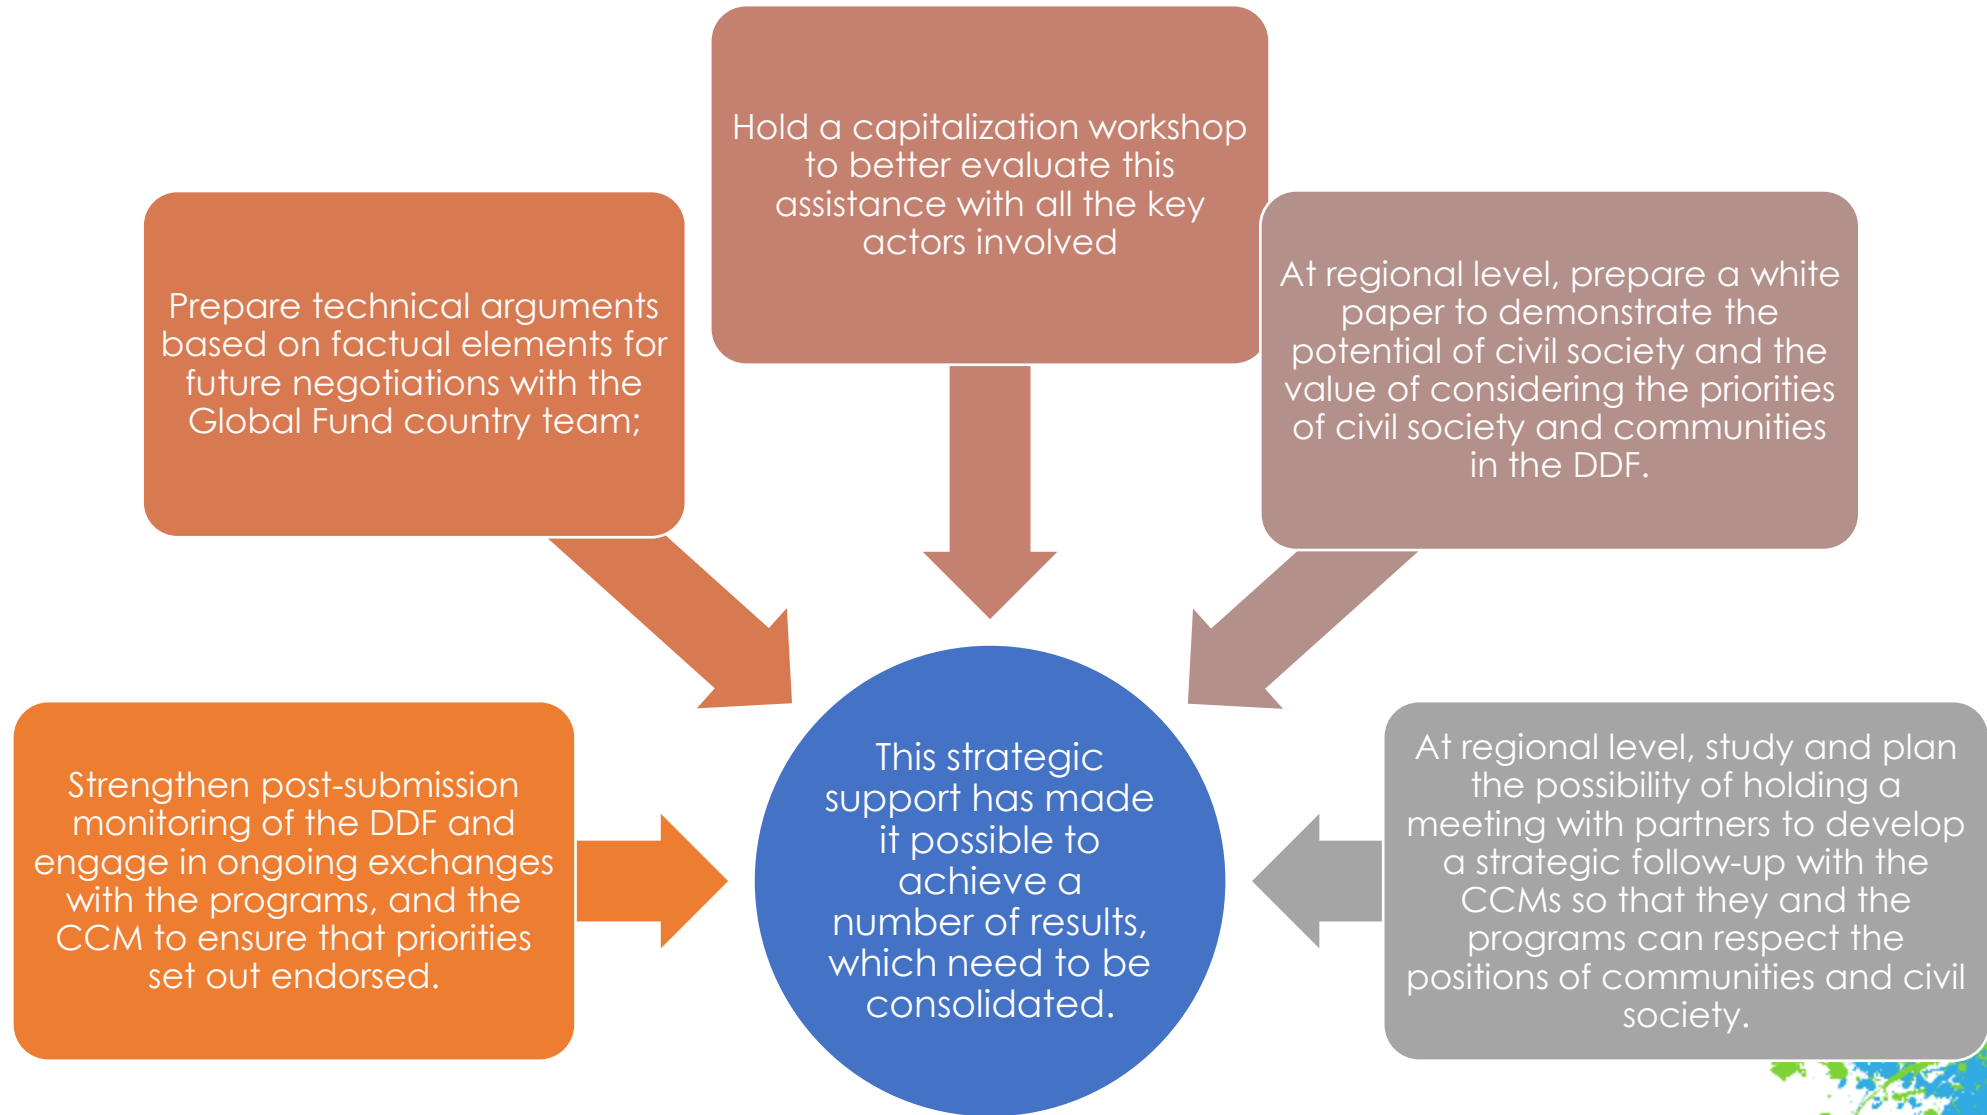 Hold a capitalization workshop
to better evaluate this
assistance with all the key
actors involved
Prepare technical arguments
based on factual elements for
future negotiations with the
Global Fund country team;
At regional level, prepare a white
paper to demonstrate the
potential of civil society and the
value of considering the priorities
of civil society and communities
in the DDF.
Strengthen post-submission
monitoring of the DDF and
engage in ongoing exchanges
with the programs, and the
CCM to ensure that priorities
set out endorsed.
This strategic
support has made
it possible to
achieve a
number of results,
which need to be
consolidated.
At regional level, study and plan
the possibility of holding a
meeting with partners to develop
a strategic follow-up with the
CCMs so that they and the
programs can respect the
positions of communities and civil
society.